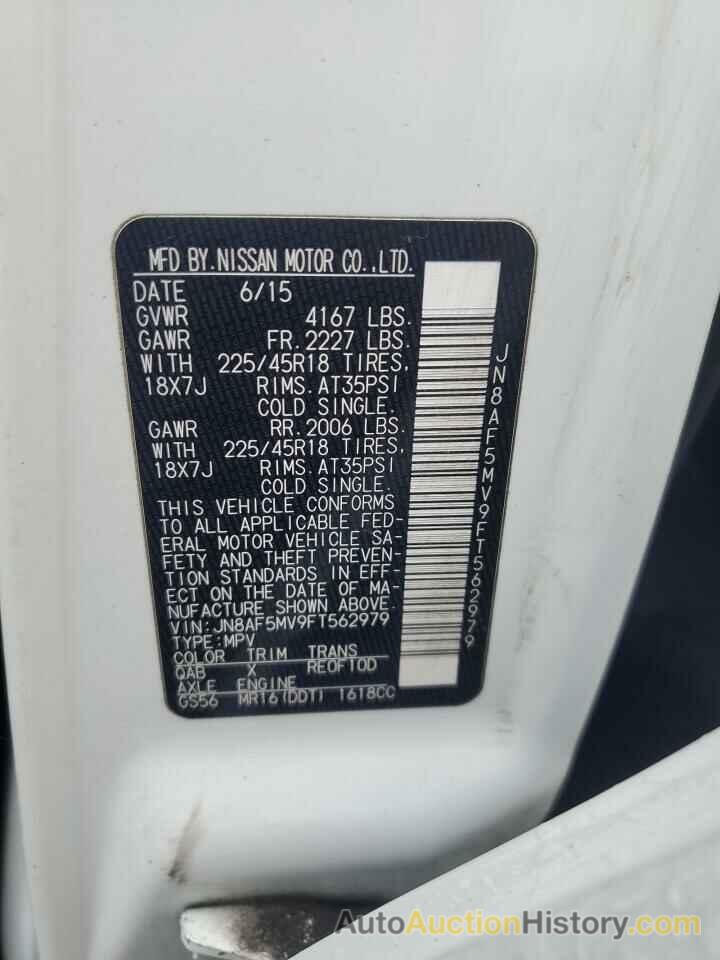 MFD BY.NISSAN MOTOR CO.,LTD.
DATE 6/15
GVWR 4167 LBS.
GAWR FR. 2227 LBS.
WITH 225/45R18 TIRES,
18X7J RIMS. AT35PSI
COLD SINGLE.
GAWR RR. 2006 LBS.
WITH 225/45R18 TIRES,
18X7J RIMS. AT35PSI
COLD SINGLE.
THIS VEHICLE CONFORMS
TO ALL APPLICABLE FED-
ERAL MOTOR VEHICLE SA-
FETY AND THEFT PREVEN-
TION STANDARDS IN EFF-
ECT ON THE DATE OF MA-
NUFACTURE SHOWN ABOVE.
VIN:JN8AF5MV9FT562979
TYPE:MPV
COLOR TRIM TRANS
QAB X RE0F10D
AXLE ENGINE
GS56 MR16(DDT) 1618CC
JN8AF5MV9FT562979
AutoAuctionHistory.com